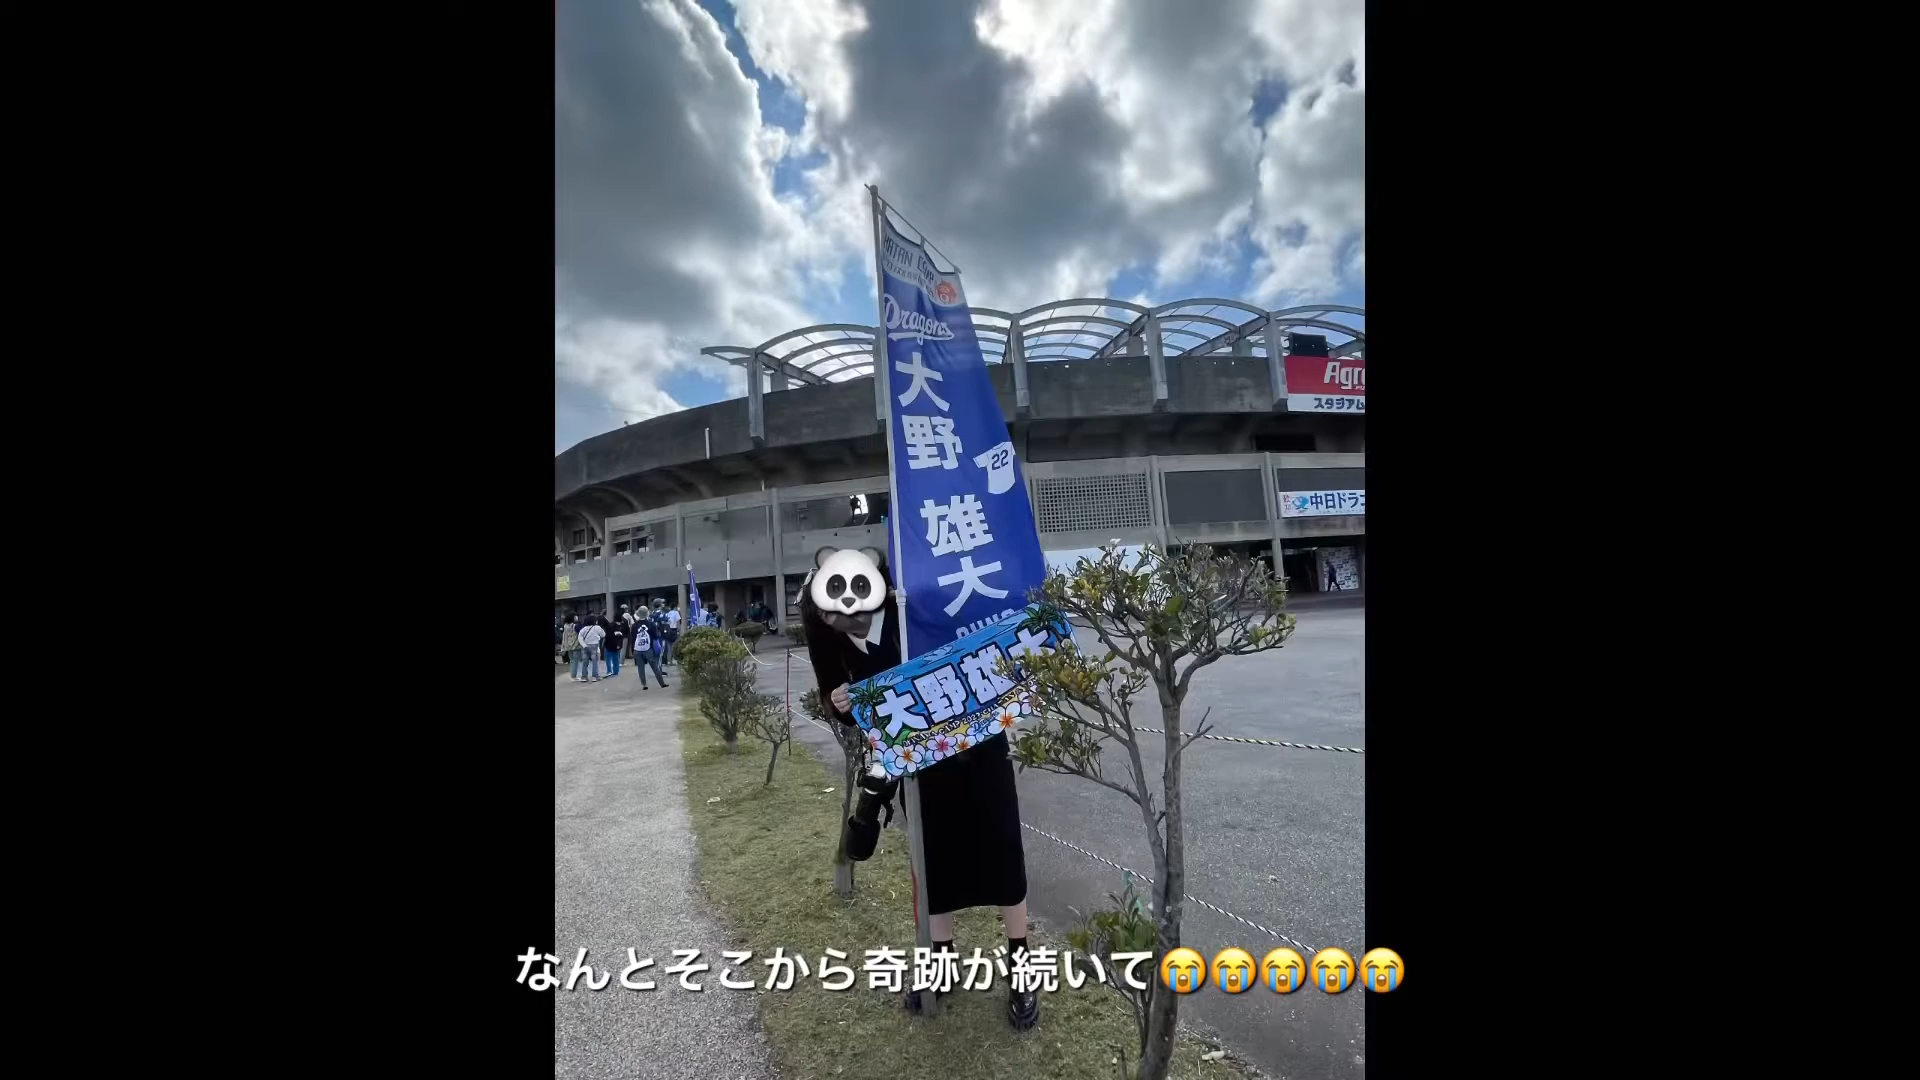 Dragons
大野
雄大
22
大野雄大
スタジアム
中日ドラゴ
なんとそこから奇跡が続いて😭😭😭😭😭